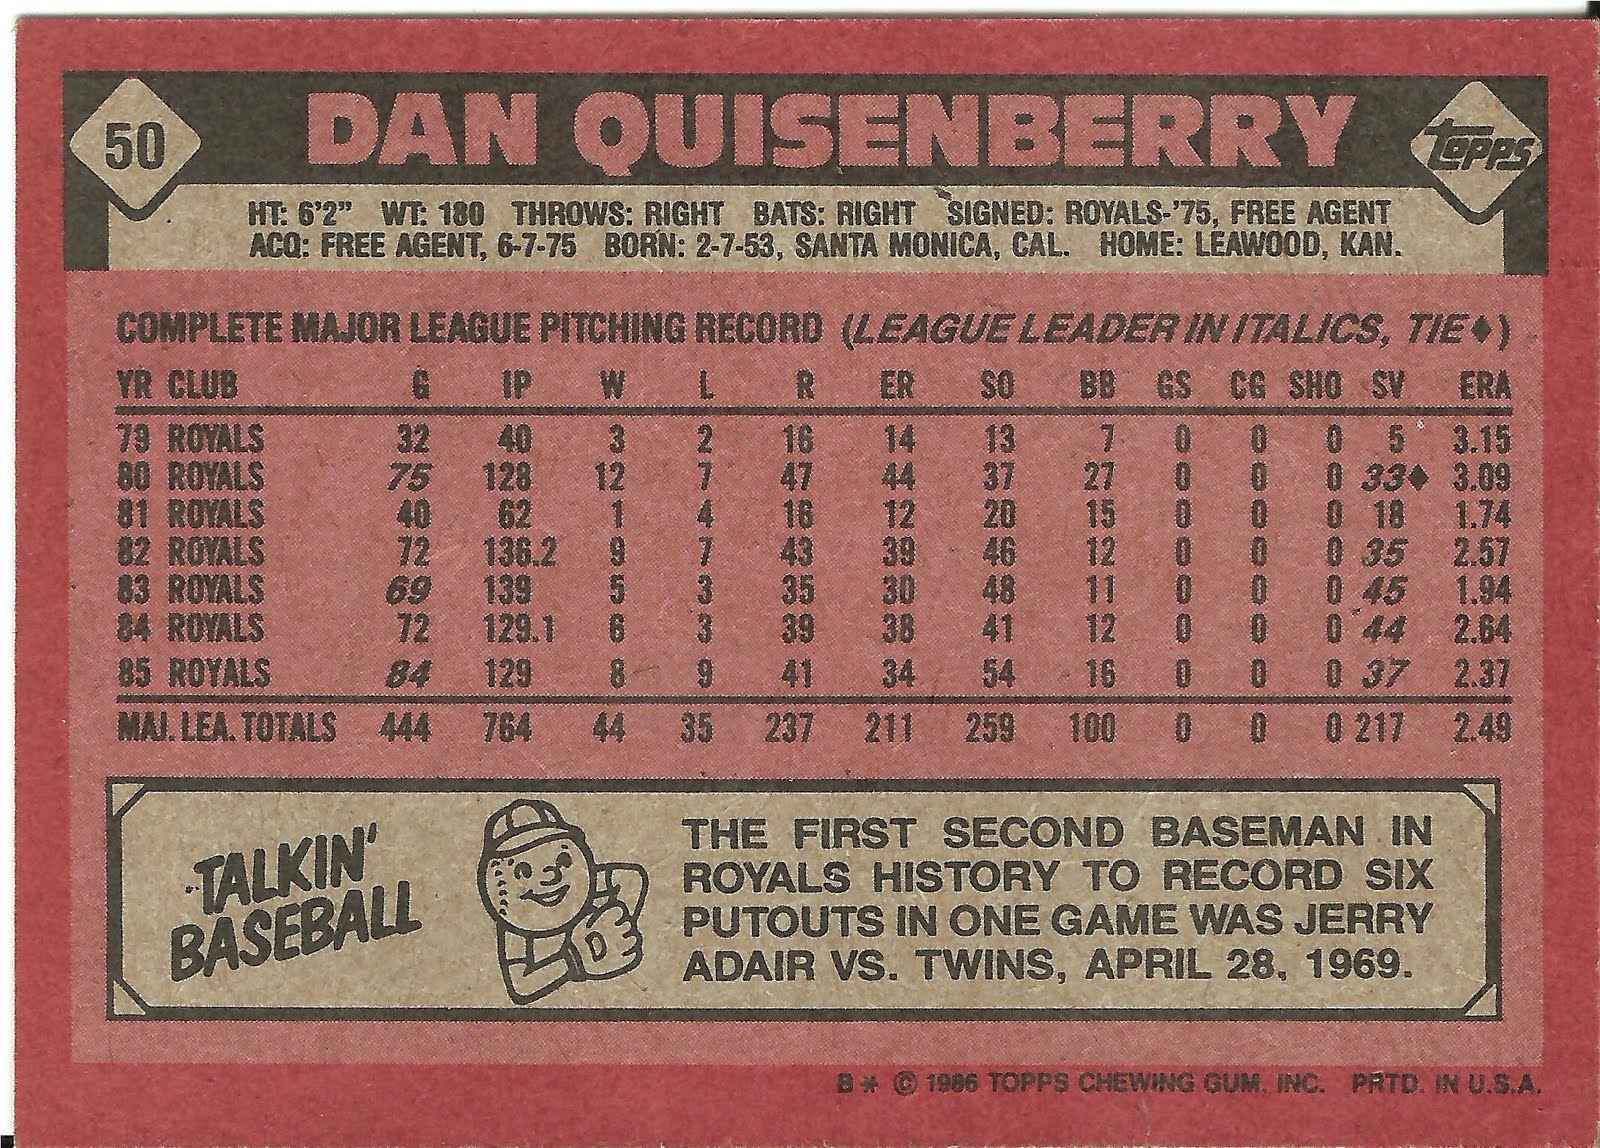 50 DAN QUISENBERRY Topps
HT: 6'2" WT: 180 THROWS: RIGHT BATS: RIGHT SIGNED: ROYALS-'75, FREE AGENT
ACQ: FREE AGENT, 6-7-75 BORN: 2-7-53, SANTA MONICA, CAL. HOME: LEAWOOD, KAN.
COMPLETE MAJOR LEAGUE PITCHING RECORD (LEAGUE LEADER IN ITALICS, TIE♦)
YR CLUB G IP W L R ER SO BB GS CG SHO SV ERA
79 ROYALS 32 40 3 2 16 14 13 7 0 0 0 5 3.15
80 ROYALS 75 128 12 7 47 44 37 27 0 0 0 33♦ 3.09
81 ROYALS 40 62 1 4 16 12 20 15 0 0 0 18 1.74
82 ROYALS 72 136.2 9 7 43 39 46 12 0 0 0 35 2.57
83 ROYALS 69 139 5 3 35 30 48 11 0 0 0 45 1.94
84 ROYALS 72 129.1 6 3 39 38 41 12 0 0 0 44 2.64
85 ROYALS 84 129 8 9 41 34 54 16 0 0 0 37 2.37
MAJ. LEA. TOTALS 444 764 44 35 237 211 259 100 0 0 0 217 2.49
TALKIN'
BASEBALL
D
THE FIRST SECOND BASEMAN IN
ROYALS HISTORY TO RECORD SIX
PUTOUTS IN ONE GAME WAS JERRY
ADAIR VS. TWINS, APRIL 28, 1969.
B * © 1986 TOPPS CHEWING GUM, INC. PRTD. IN U.S.A.